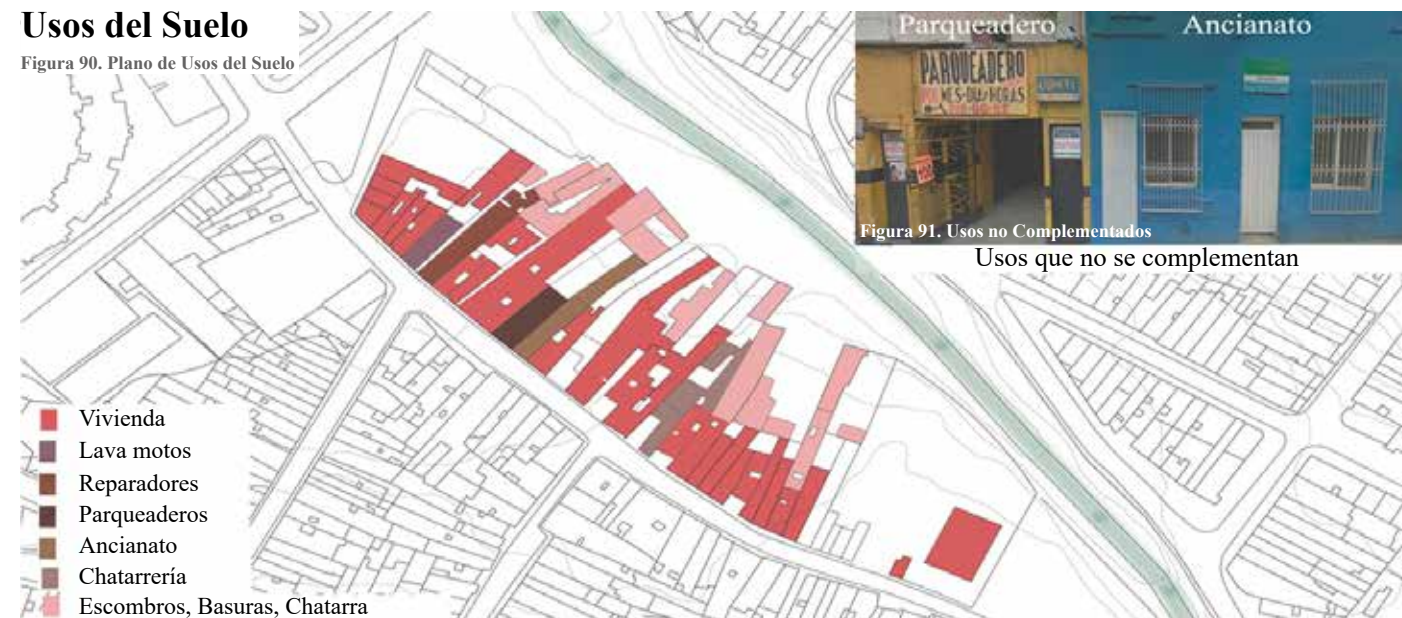 Usos del Suelo
Figura 90. Plano de Usos del Suelo
Parqueadero
Ancianato
PARQUEADERO
MES-DIAS-HORAS
Figura 91. Usos no Complementados
Usos que no se complementan
Vivienda
Lava motos
Reparadores
Parqueaderos
Ancianato
Chatarrería
Escombros, Basuras, Chatarra